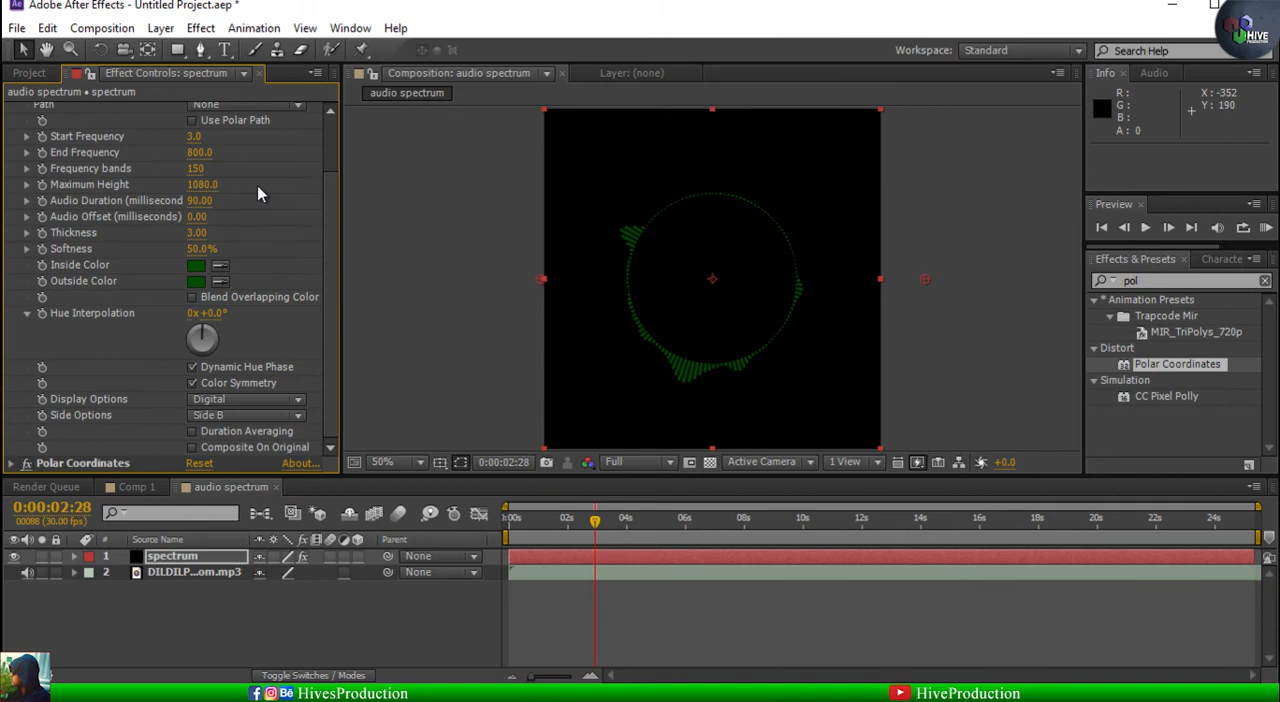 Adobe After Effects - Untitled Project.aep *
File Edit Composition Layer Effect Animation View Window Help
HIVE
PRODUCTION
Workspace: Standard Search Help
Project Effect Controls: spectrum Composition: audio spectrum Layer: (none) Info Audio
audio spectrum • spectrum audio spectrum
R: X: -352
G: Y: 190
B:
A: 0
Path None
Use Polar Path
Start Frequency 3.0
End Frequency 800.0
Frequency bands 150
Maximum Height 1080.0
Audio Duration (millisecond 90.00
Audio Offset (milliseconds) 0.00
Thickness 3.00
Softness 50.0%
Inside Color
Outside Color
Blend Overlapping Color
Hue Interpolation 0x+0.0°
Dynamic Hue Phase
Color Symmetry
Display Options Digital
Side Options Side B
Duration Averaging
Composite On Original
fx Polar Coordinates Reset About...
Preview
Effects & Presets Characte
pol
* Animation Presets
Trapcode Mir
MIR_TriPolys_720p
Distort
Polar Coordinates
Simulation
CC Pixel Polly
50% 0:00:02:28 Full Active Camera 1 View +0.0
Render Queue Comp 1 audio spectrum
0:00:02:28
00088 (30.00 fps)
:00s 02s 04s 06s 08s 10s 12s 14s 16s 18s 20s 22s 24s
# Source Name fx Parent
1 spectrum fx None
2 DILDILP...om.mp3 None
Toggle Switches / Modes
f Bē HivesProduction HiveProduction